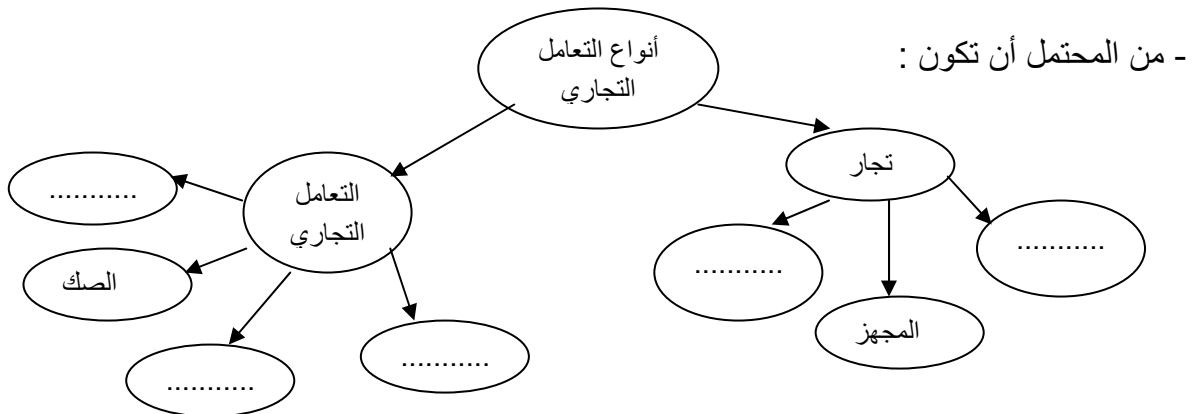 - من المحتمل أن تكون :
أنواع التعامل
التجاري
تجار
...........
المجهز
...........
التعامل
التجاري
...........
الصك
...........
...........